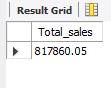 Result Grid
Total_sales
817860.05